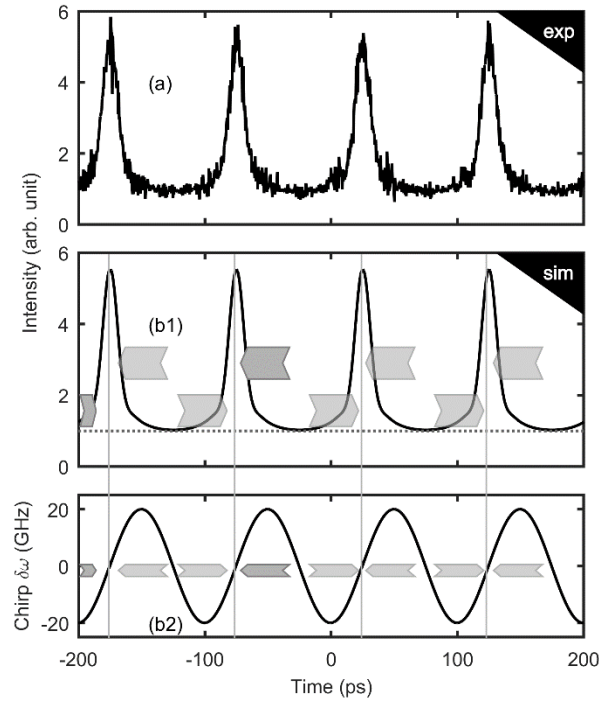 6
exp
(a)
4
2
0
Intensity (arb. unit)
6
sim
(b1)
4
2
0
Chirp δω (GHz)
20
0
-20
(b2)
-200
-100
0
100
200
Time (ps)